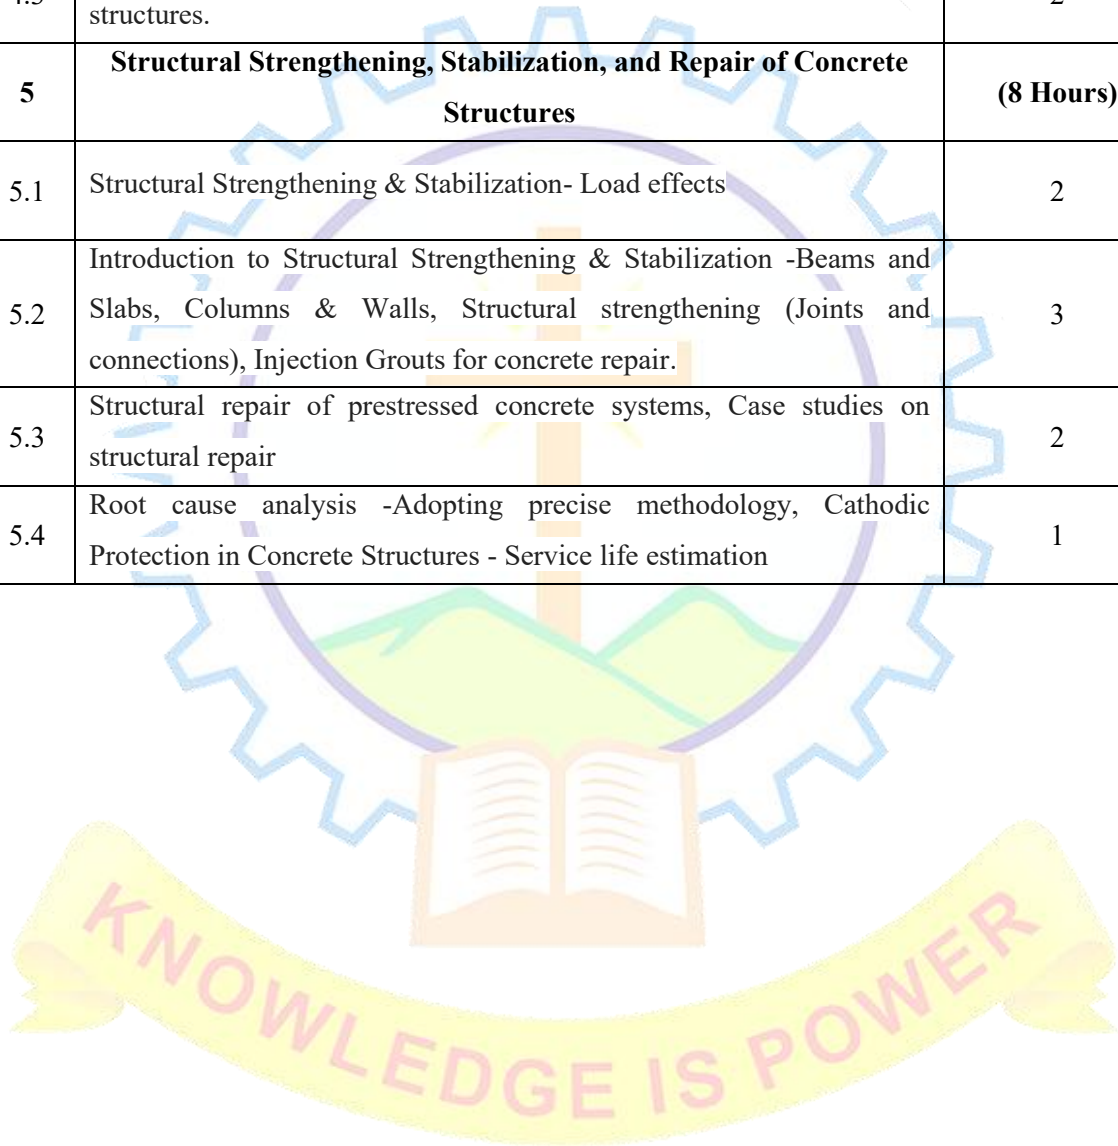 structures.
5 Structural Strengthening, Stabilization, and Repair of Concrete (8 Hours)
Structures
5.1 Structural Strengthening & Stabilization- Load effects 2
Introduction to Structural Strengthening & Stabilization -Beams and
5.2 Slabs, Columns & Walls, Structural strengthening (Joints and 3
connections), Injection Grouts for concrete repair.
Structural repair of prestressed concrete systems, Case studies on
5.3 structural repair 2
Root cause analysis -Adopting precise methodology, Cathodic
5.4 Protection in Concrete Structures - Service life estimation 1
KNOWLEDGE IS POWER